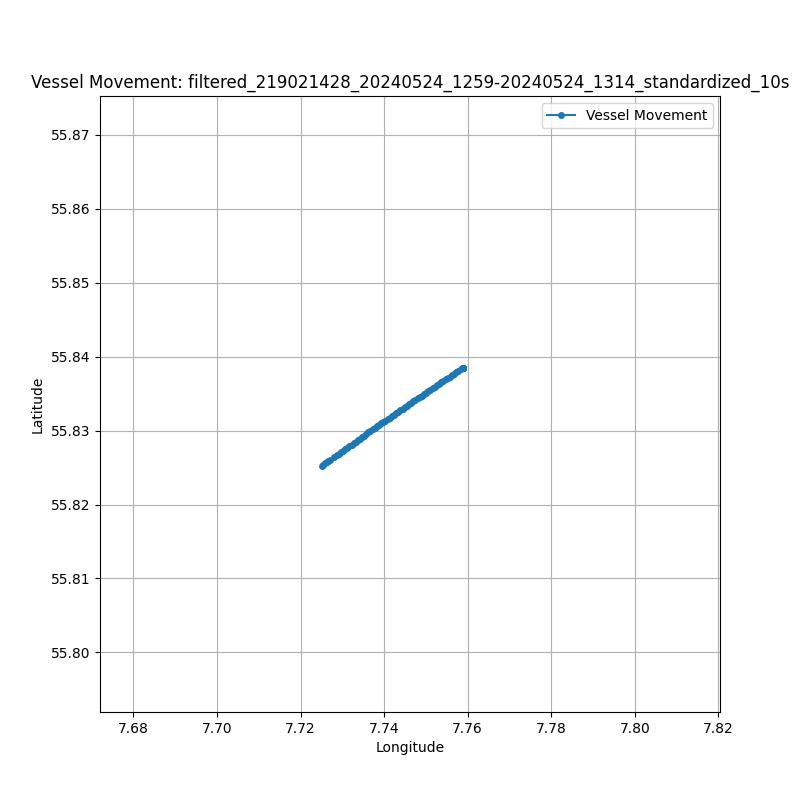 Vessel Movement: filtered_219021428_20240524_1259-20240524_1314_standardized_10s
Vessel Movement
55.87
55.86
55.85
55.84
55.83
55.82
55.81
55.80
Latitude
7.68 7.70 7.72 7.74 7.76 7.78 7.80 7.82
Longitude